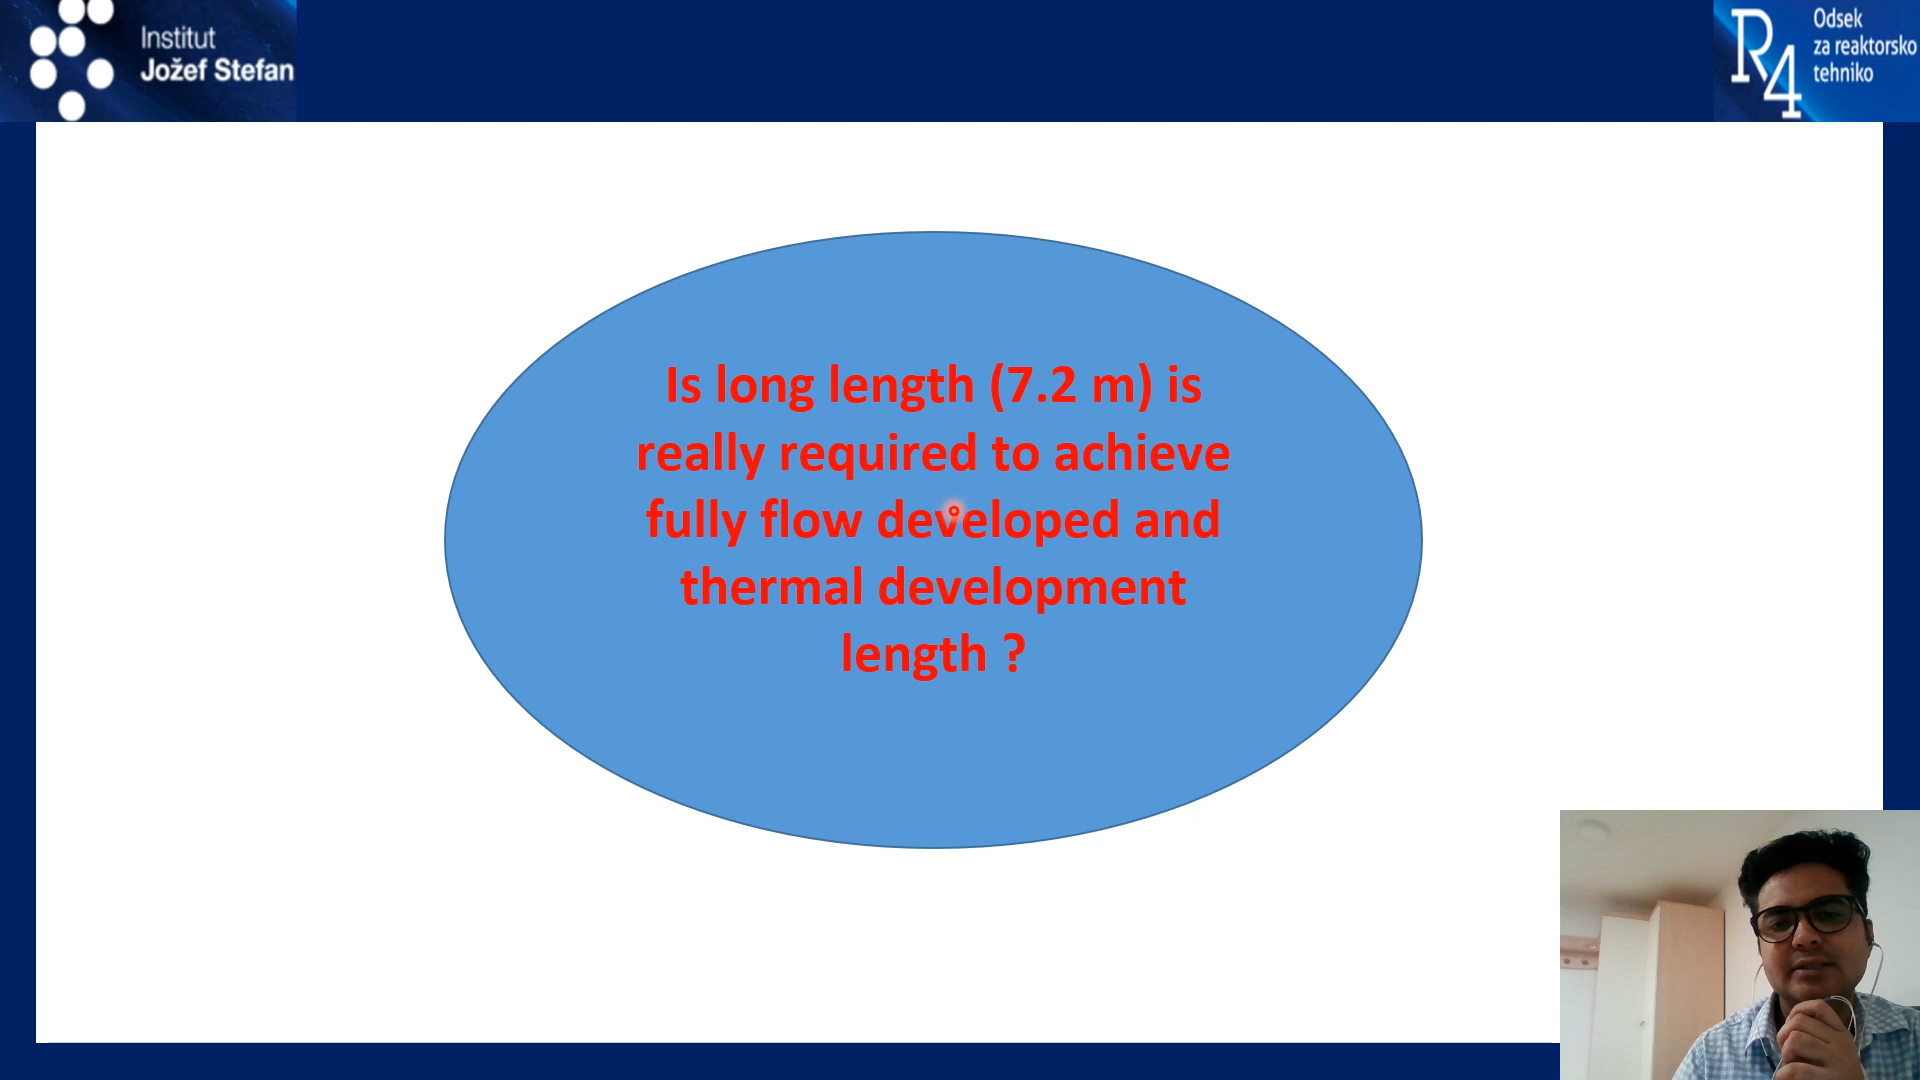 Institut
Jožef Stefan
R4
Odsek
za reaktorsko
tehniko
Is long length (7.2 m) is
really required to achieve
fully flow developed and
thermal development
length ?